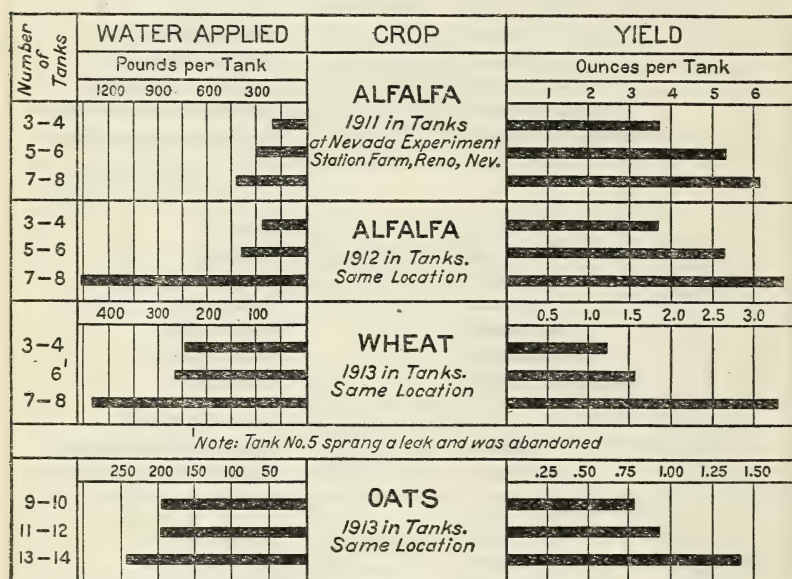 Number of Tanks
WATER APPLIED
CROP
YIELD
Pounds per Tank
Ounces per Tank
1200 900 600 300
1 2 3 4 5 6
ALFALFA
1911 in Tanks
at Nevada Experiment
Station Farm, Reno, Nev.
3-4
5-6
7-8
ALFALFA
1912 in Tanks.
Same Location
3-4
5-6
7-8
400 300 200 100
0.5 1.0 1.5 2.0 2.5 3.0
WHEAT
1913 in Tanks.
Same Location
3-4
6¹
7-8
¹Note: Tank No.5 sprang a leak and was abandoned
250 200 150 100 50
.25 .50 .75 1.00 1.25 1.50
OATS
1913 in Tanks.
Same Location
9-10
11-12
13-14